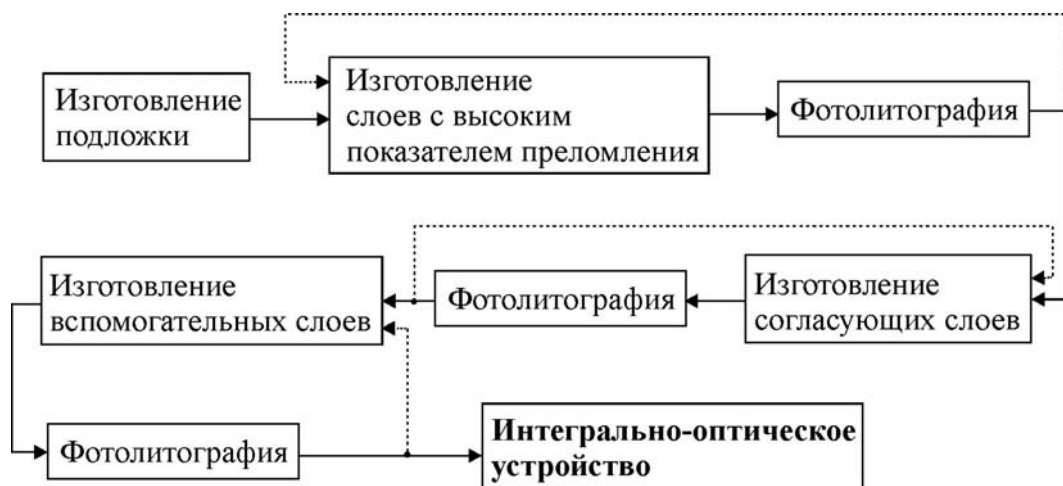 Изготовление
подложки
Изготовление
слоев с высоким
показателем преломления
Фотолитография
Изготовление
вспомогательных слоев
Фотолитография
Изготовление
согласующих слоев
Фотолитография
Интегрально-оптическое
устройство